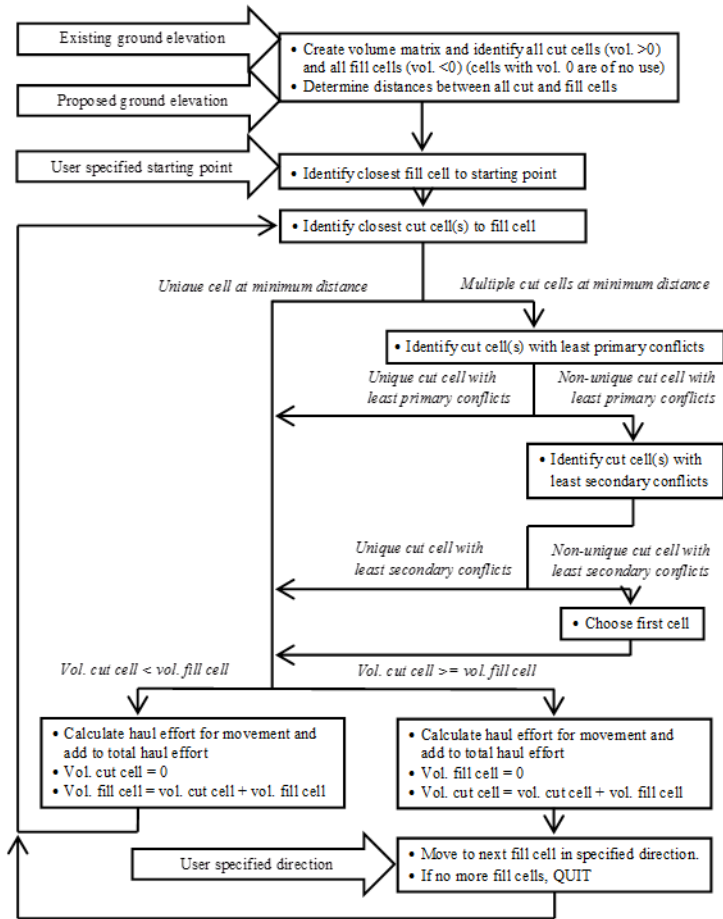 Existing ground elevation
• Create volume matrix and identify all cut cells (vol. >0)
and all fill cells (vol. <0) (cells with vol. 0 are of no use)
• Determine distances between all cut and fill cells
Proposed ground elevation
User specified starting point
• Identify closest fill cell to starting point
• Identify closest cut cell(s) to fill cell
Unique cell at minimum distance
Multiple cut cells at minimum distance
• Identify cut cell(s) with least primary conflicts
Unique cut cell with
least primary conflicts
Non-unique cut cell with
least primary conflicts
• Identify cut cell(s) with
least secondary conflicts
Unique cut cell with
least secondary conflicts
Non-unique cut cell with
least secondary conflicts
• Choose first cell
Vol. cut cell < vol. fill cell
Vol. cut cell >= vol. fill cell
• Calculate haul effort for movement and
add to total haul effort
• Vol. cut cell = 0
• Vol. fill cell = vol. cut cell + vol. fill cell
• Calculate haul effort for movement and
add to total haul effort
• Vol. fill cell = 0
• Vol. cut cell = vol. cut cell + vol. fill cell
User specified direction
• Move to next fill cell in specified direction.
• If no more fill cells, QUIT